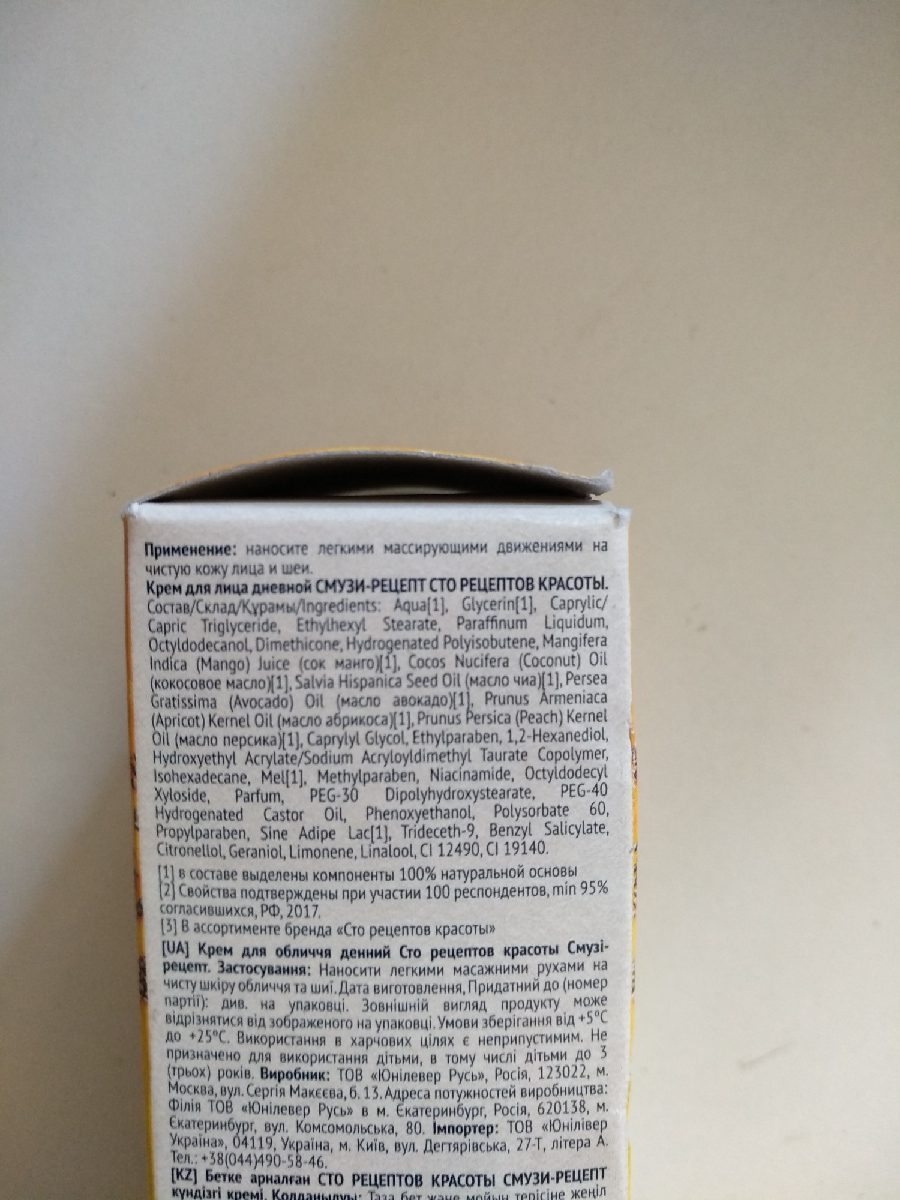 Применение: наносите легкими массирующими движениями на
чистую кожу лица и шеи.
Крем для лица дневной СМУЗИ-РЕЦЕПТ СТО РЕЦЕПТОВ КРАСОТЫ.
Состав/Склад/Құрамы/Ingredients: Aqua[1], Glycerin[1], Caprylic/
Capric Triglyceride, Ethylhexyl Stearate, Paraffinum Liquidum,
Octyldodecanol, Dimethicone, Hydrogenated Polyisobutene, Mangifera
Indica (Mango) Juice (сок манго)[1], Cocos Nucifera (Coconut) Oil
(кокосовое масло)[1], Salvia Hispanica Seed Oil (масло чиа)[1], Persea
Gratissima (Avocado) Oil (масло авокадо)[1], Prunus Armeniaca
(Apricot) Kernel Oil (масло абрикоса)[1], Prunus Persica (Peach) Kernel
Oil (масло персика)[1], Caprylyl Glycol, Ethylparaben, 1,2-Hexanediol,
Hydroxyethyl Acrylate/Sodium Acryloyldimethyl Taurate Copolymer,
Isohexadecane, Mel[1], Methylparaben, Niacinamide, Octyldodecyl
Xyloside, Parfum, PEG-30 Dipolyhydroxystearate, PEG-40
Hydrogenated Castor Oil, Phenoxyethanol, Polysorbate 60,
Propylparaben, Sine Adipe Lac[1], Trideceth-9, Benzyl Salicylate,
Citronellol, Geraniol, Limonene, Linalool, CI 12490, CI 19140.
[1] в составе выделены компоненты 100% натуральной основы
[2] Свойства подтверждены при участии 100 респондентов, min 95%
согласившихся, РФ, 2017.
[3] В ассортименте бренда «Сто рецептов красоты»
[UA] Крем для обличчя денний Сто рецептов красоты Смузі-
рецепт. Застосування: Наносити легкими масажними рухами на
чисту шкіру обличчя та шиї. Дата виготовлення, Придатний до (номер
партії): див. на упаковці. Зовнішній вигляд продукту може
відрізнятися від зображеного на упаковці. Умови зберігання від +5°С
до +25°С. Використання в харчових цілях є неприпустимим. Не
призначено для використання дітьми, в тому числі дітьми до 3
(трьох) років. Виробник: ТОВ «Юнілевер Русь», Росія, 123022, м.
Москва, вул. Сергія Макєєва, б. 13. Адреса потужностей виробництва:
Філія ТОВ «Юнілевер Русь» в м. Єкатеринбург, Росія, 620138, м.
Єкатеринбург, вул. Комсомольська, 80. Імпортер: ТОВ «Юнілівер
Україна», 04119, Україна, м. Київ, вул. Дегтярівська, 27-Т, літера А.
Тел.: +38(044)490-58-46.
[KZ] Бетке арналған СТО РЕЦЕПТОВ КРАСОТЫ СМУЗИ-РЕЦЕПТ
күндізгі кремі. Қолданылуы: Таза бет және мойын терісіне жеңіл